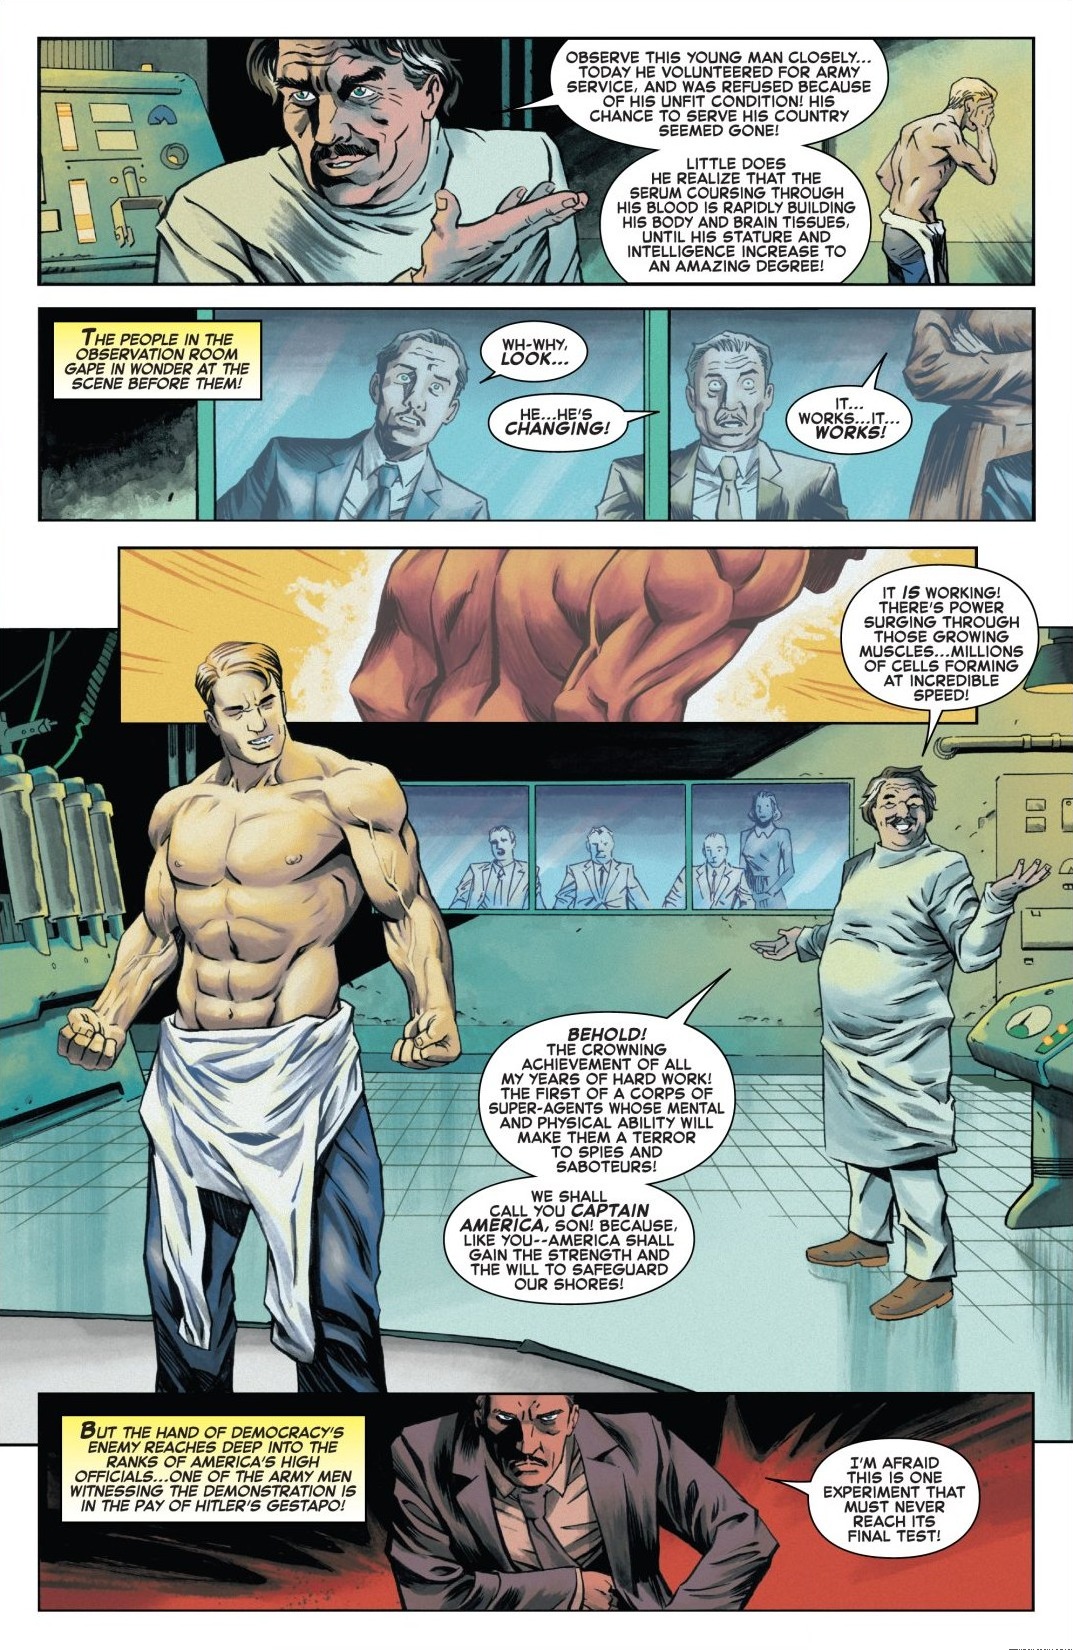 OBSERVE THIS YOUNG MAN CLOSELY...
TODAY HE VOLUNTEERED FOR ARMY
SERVICE, AND WAS REFUSED BECAUSE
OF HIS UNFIT CONDITION! HIS
CHANCE TO SERVE HIS COUNTRY
SEEMED GONE!
LITTLE DOES
HE REALIZE THAT THE
SERUM COURSING THROUGH
HIS BLOOD IS RAPIDLY BUILDING
HIS BODY AND BRAIN TISSUES,
UNTIL HIS STATURE AND
INTELLIGENCE INCREASE TO
AN AMAZING DEGREE!
THE PEOPLE IN THE
OBSERVATION ROOM
GAPE IN WONDER AT THE
SCENE BEFORE THEM!
WH-WHY,
LOOK...
HE...HE'S
CHANGING!
IT...
WORKS...IT...
WORKS!
IT IS WORKING!
THERE'S POWER
SURGING THROUGH
THOSE GROWING
MUSCLES...MILLIONS
OF CELLS FORMING
AT INCREDIBLE
SPEED!
BEHOLD!
THE CROWNING
ACHIEVEMENT OF ALL
MY YEARS OF HARD WORK!
THE FIRST OF A CORPS OF
SUPER-AGENTS WHOSE MENTAL
AND PHYSICAL ABILITY WILL
MAKE THEM A TERROR
TO SPIES AND
SABOTEURS!
WE SHALL
CALL YOU CAPTAIN
AMERICA, SON! BECAUSE,
LIKE YOU--AMERICA SHALL
GAIN THE STRENGTH AND
THE WILL TO SAFEGUARD
OUR SHORES!
BUT THE HAND OF DEMOCRACY'S
ENEMY REACHES DEEP INTO THE
RANKS OF AMERICA'S HIGH
OFFICIALS...ONE OF THE ARMY MEN
WITNESSING THE DEMONSTRATION IS
IN THE PAY OF HITLER'S GESTAPO!
I'M AFRAID
THIS IS ONE
EXPERIMENT THAT
MUST NEVER
REACH ITS
FINAL TEST!